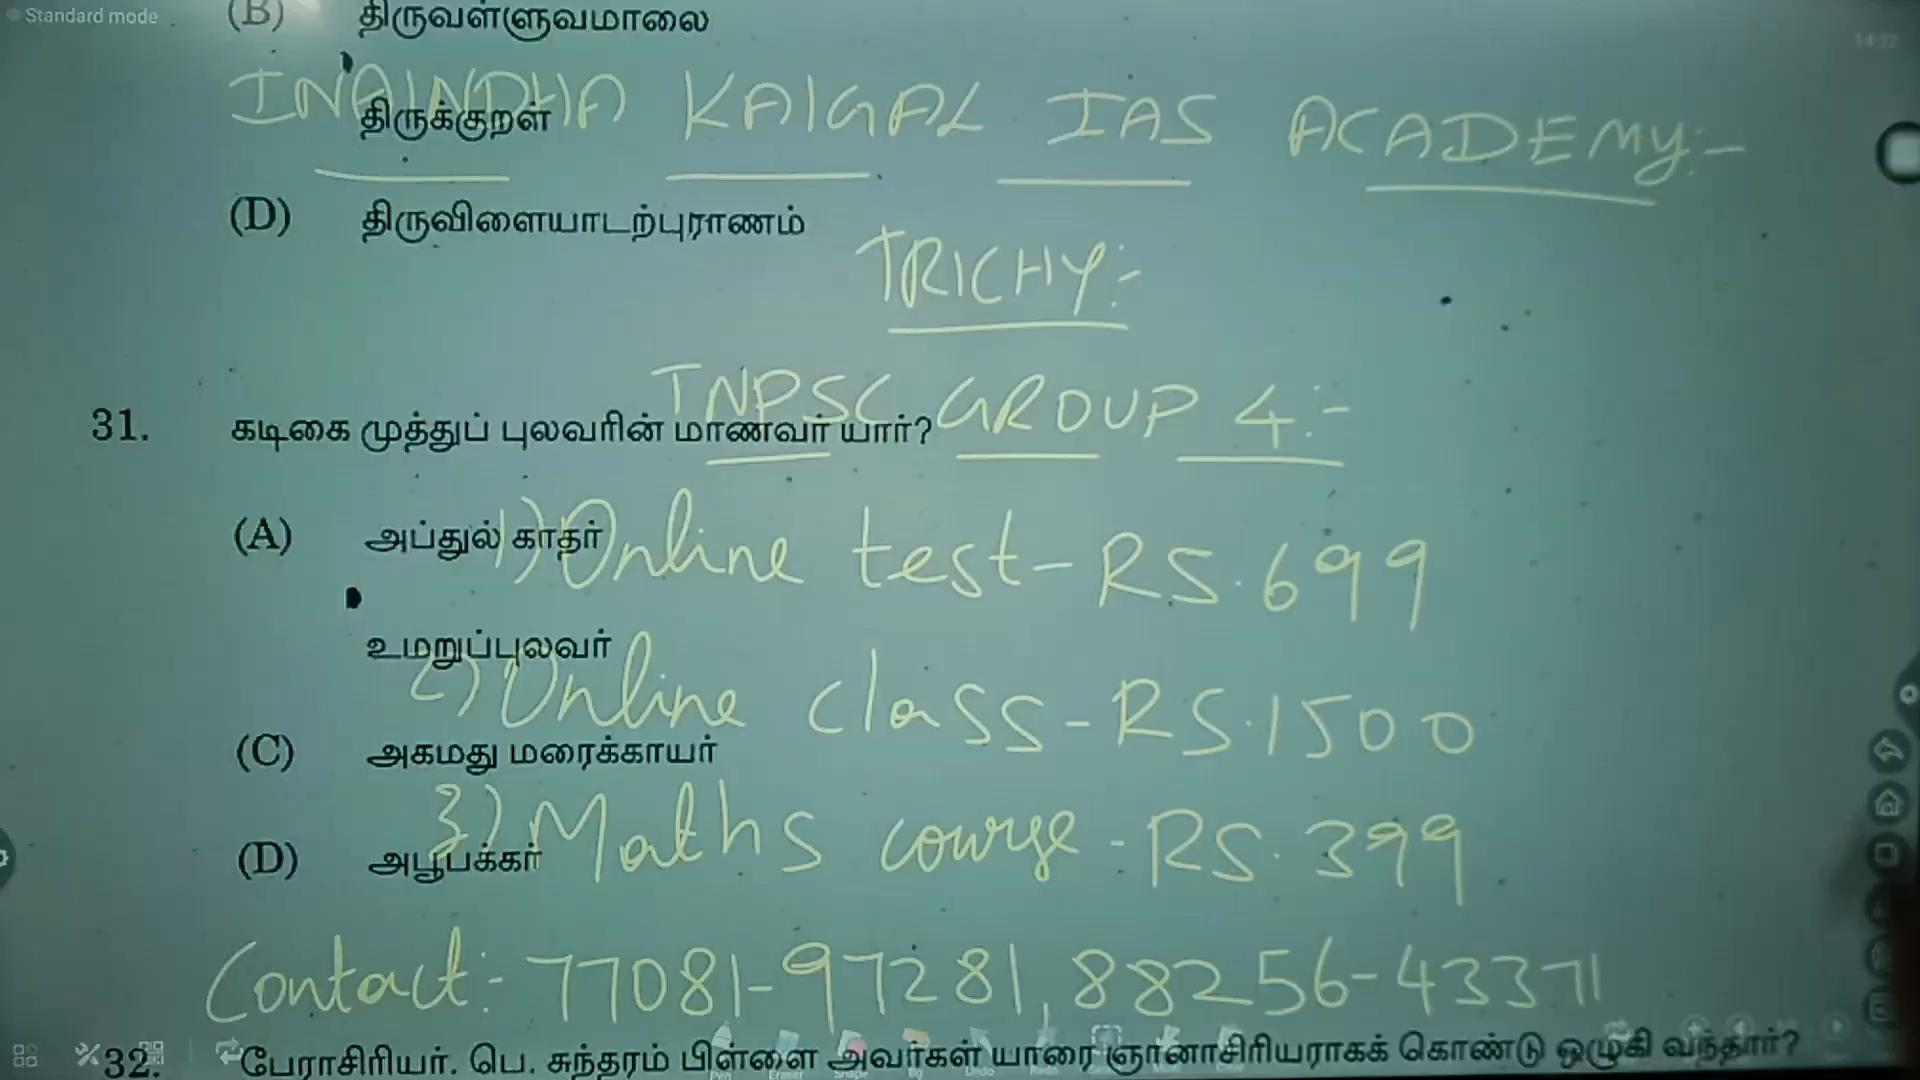 Standard mode
14:32
(B) திருவள்ளுவமாலை
INAINDHA KAIGAL IAS ACADEMY:-
திருக்குறள்
(D) திருவிளையாடற்புராணம்
TRICHY:-
TNPSC GROUP 4:-
31. கடிகை முத்துப் புலவரின் மாணவர் யார்?
(A) அப்துல் காதர்
1) Online test - RS. 699
உமறுப்புலவர்
2) Online class - RS. 1500
(C) அகமது மரைக்காயர்
3) Maths course - RS. 399
(D) அபூபக்கர்
Contact:- 77081-97281, 88256-43371
32. பேராசிரியர். பெ. சுந்தரம் பிள்ளை அவர்கள் யாரை ஞானாசிரியராகக் கொண்டு ஒழுகி வந்தார்?